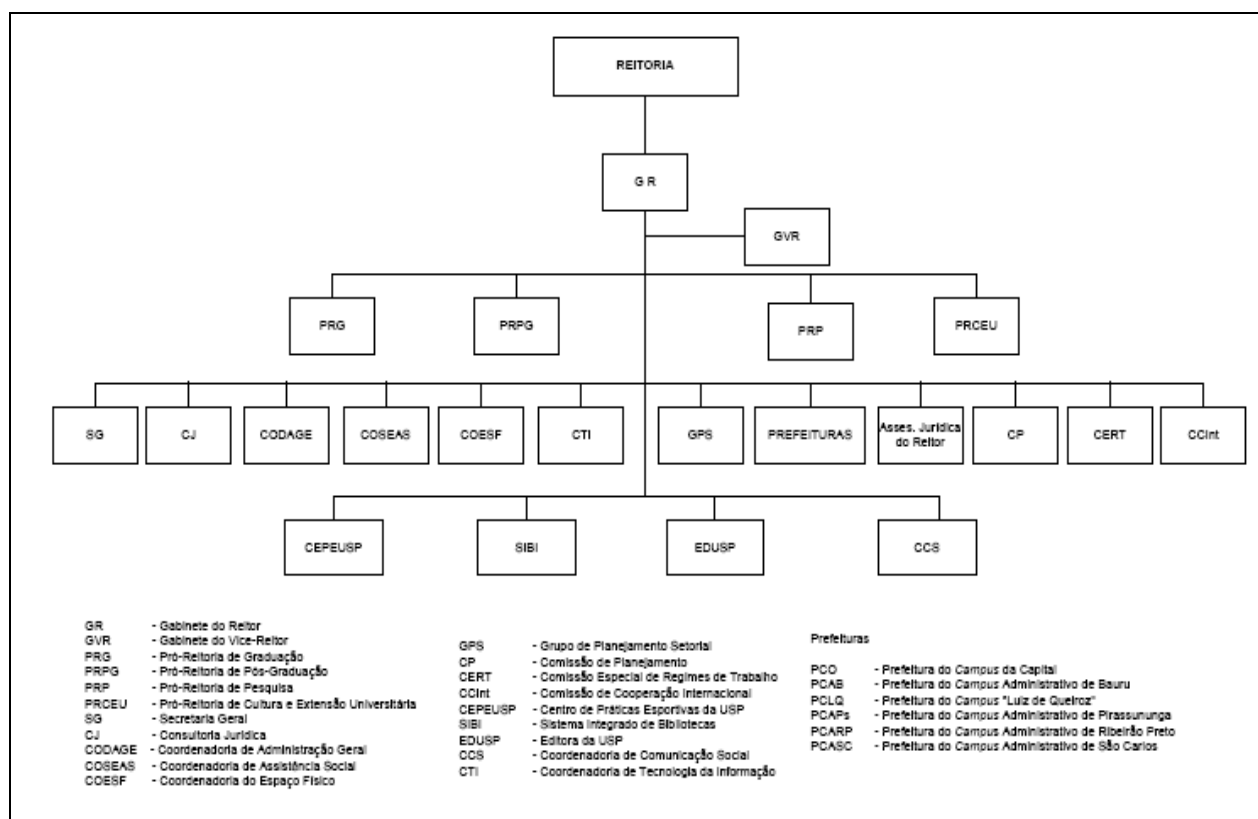 REITORIA
G R
GVR
PRG
PRPG
PRP
PRCEU
SG
CJ
CODAGE
COSEAS
COESF
CTI
GPS
PREFEITURAS
Asses. Jurídica
do Reitor
CP
CERT
CCInt
CEPEUSP
SIBI
EDUSP
CCS
GR - Gabinete do Reitor
GVR - Gabinete do Vice-Reitor
PRG - Pró-Reitoria de Graduação
PRPG - Pró-Reitoria de Pós-Graduação
PRP - Pró-Reitoria de Pesquisa
PRCEU - Pró-Reitoria de Cultura e Extensão Universitária
SG - Secretaria Geral
CJ - Consultoria Jurídica
CODAGE - Coordenadoria de Administração Geral
COSEAS - Coordenadoria de Assistência Social
COESF - Coordenadoria do Espaço Físico
GPS - Grupo de Planejamento Setorial
CP - Comissão de Planejamento
CERT - Comissão Especial de Regimes de Trabalho
CCInt - Comissão de Cooperação Internacional
CEPEUSP - Centro de Práticas Esportivas da USP
SIBI - Sistema Integrado de Bibliotecas
EDUSP - Editora da USP
CCS - Coordenadoria de Comunicação Social
CTI - Coordenadoria de Tecnologia da Informação
Prefeituras
PCO - Prefeitura do Campus da Capital
PCAB - Prefeitura do Campus Administrativo de Bauru
PCLQ - Prefeitura do Campus "Luiz de Queiroz"
PCAPs - Prefeitura do Campus Administrativo de Pirassununga
PCARP - Prefeitura do Campus Administrativo de Ribeirão Preto
PCASC - Prefeitura do Campus Administrativo de São Carlos